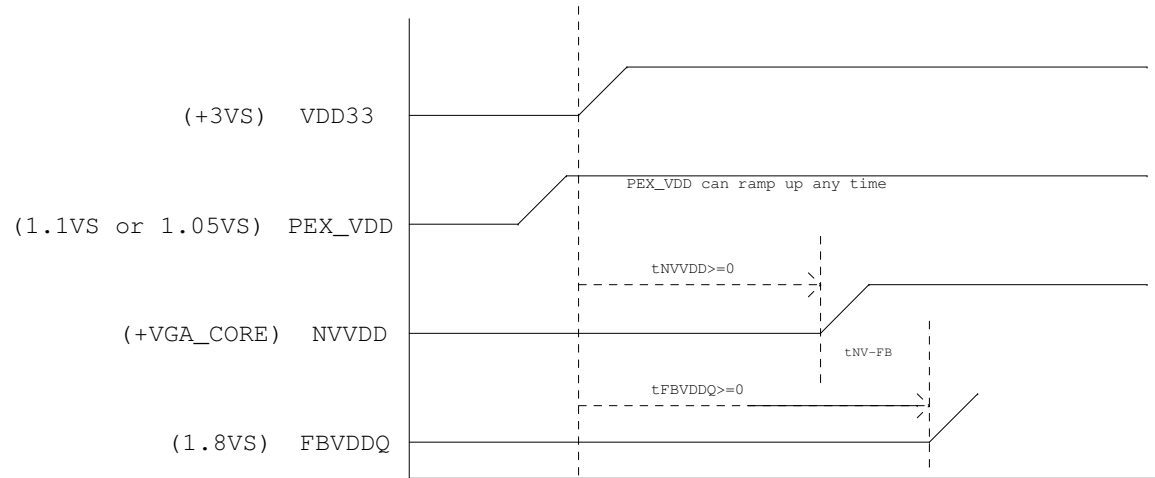 (+3VS) VDD33
PEX_VDD can ramp up any time
(1.1VS or 1.05VS) PEX_VDD
tNVVDD>=0
(+VGA_CORE) NVVDD
tNV-FB
tFBVDDQ>=0
(1.8VS) FBVDDQ